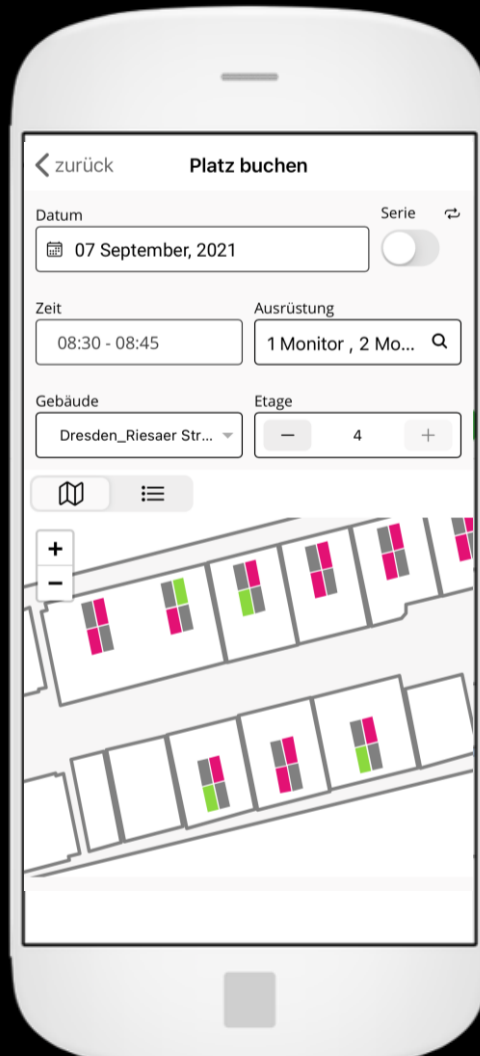 zurück Platz buchen
Datum Serie
07 September, 2021
Zeit Ausrüstung
08:30 - 08:45 1 Monitor , 2 Mo...
Gebäude Etage
Dresden_Riesaer Str... − 4 +
+
−